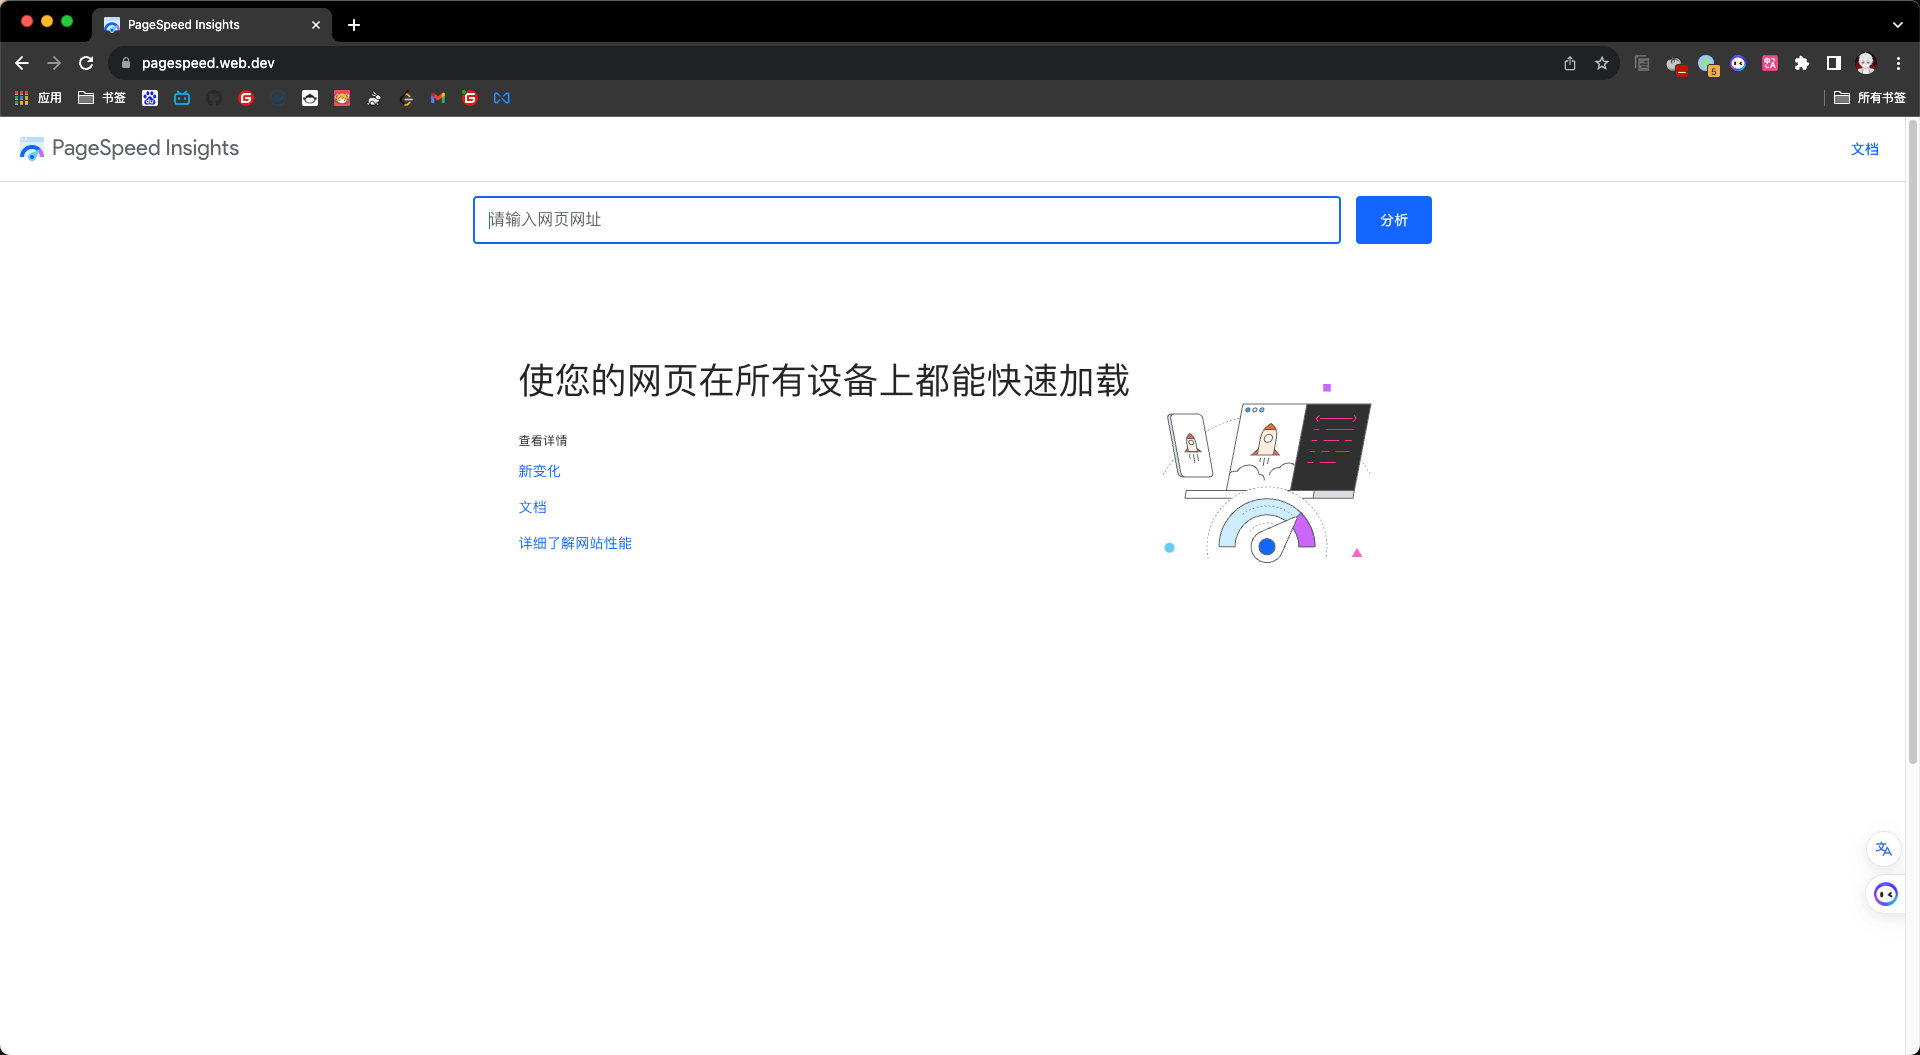 PageSpeed Insights
pagespeed.web.dev
5
应用
书签
所有书签
PageSpeed Insights
文档
请输入网页网址
分析
使您的网页在所有设备上都能快速加载
查看详情
新变化
文档
详细了解网站性能